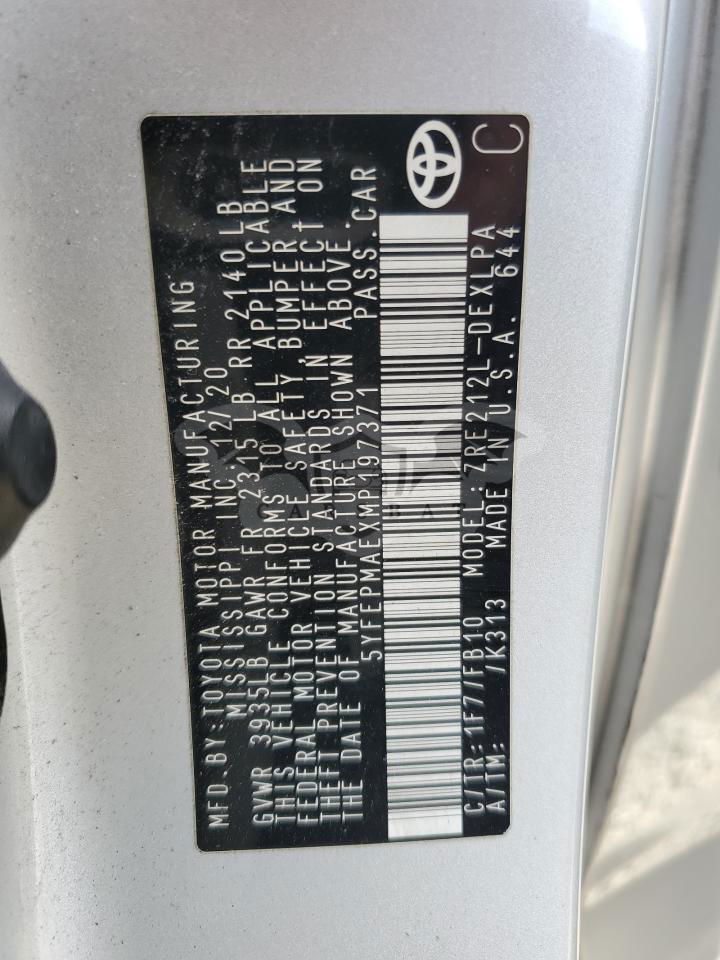 MFD.BY:TOYOTA MOTOR MANUFACTURING
MISSISSIPPI INC: 12/20
GVWR 3935LB GAWR FR 2315 LB RR 2140LB
THIS VEHICLE CONFORMS TO ALL APPLICABLE
FEDERAL MOTOR VEHICLE SAFETY, BUMPER AND
THEFT PREVENTION STANDARDS IN EFFECT ON
THE DATE OF MANUFACTURE SHOWN ABOVE.
5YFEPMAEXMP197371 PASS.CAR
C/TR:1F7/FB10 MODEL:ZRE212L-DEXLPA
A/TM: /K313 MADE IN U.S.A. 644
C